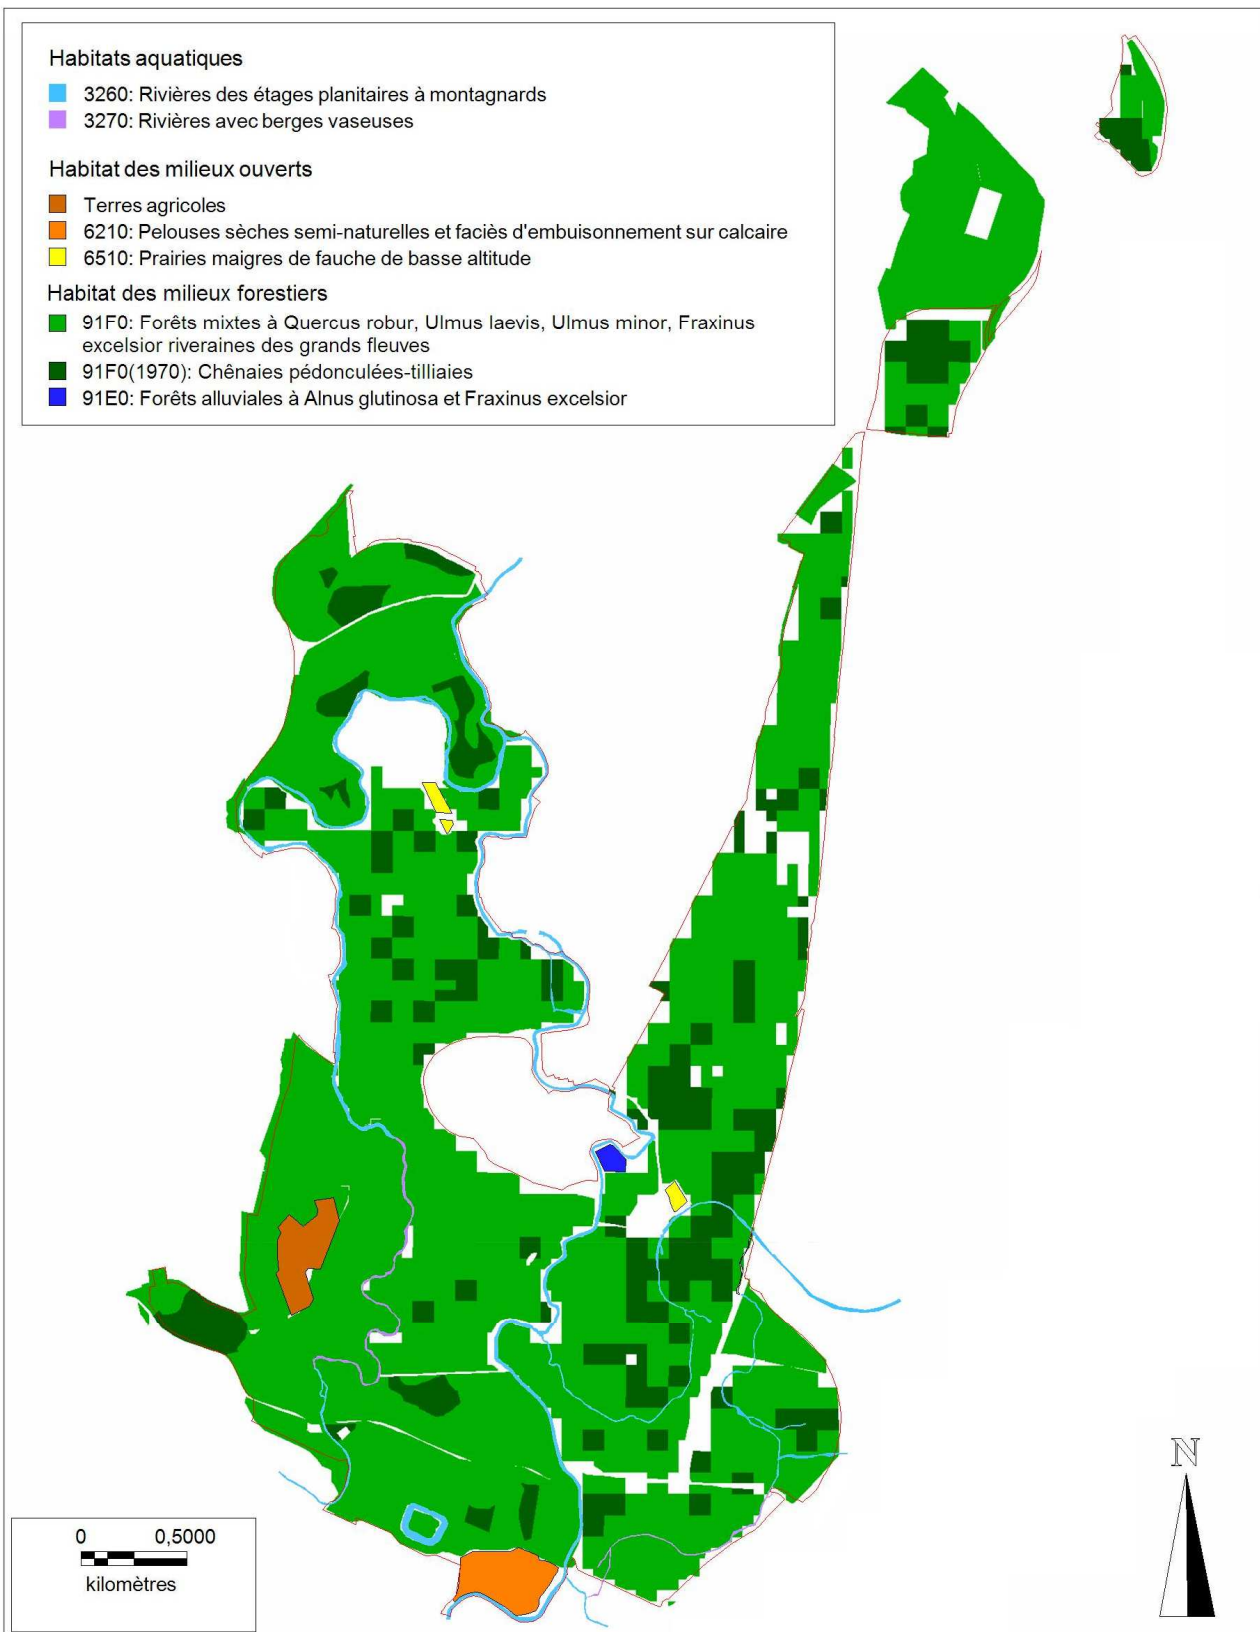 Habitats aquatiques
3260: Rivières des étages planitaires à montagnards
3270: Rivières avec berges vaseuses
Habitat des milieux ouverts
Terres agricoles
6210: Pelouses sèches semi-naturelles et faciès d'embuisonnement sur calcaire
6510: Prairies maigres de fauche de basse altitude
Habitat des milieux forestiers
91F0: Forêts mixtes à Quercus robur, Ulmus laevis, Ulmus minor, Fraxinus
excelsior riveraines des grands fleuves
91F0(1970): Chênaies pédonculées-tilliaies
91E0: Forêts alluviales à Alnus glutinosa et Fraxinus excelsior
N
0 0,5000
kilomètres